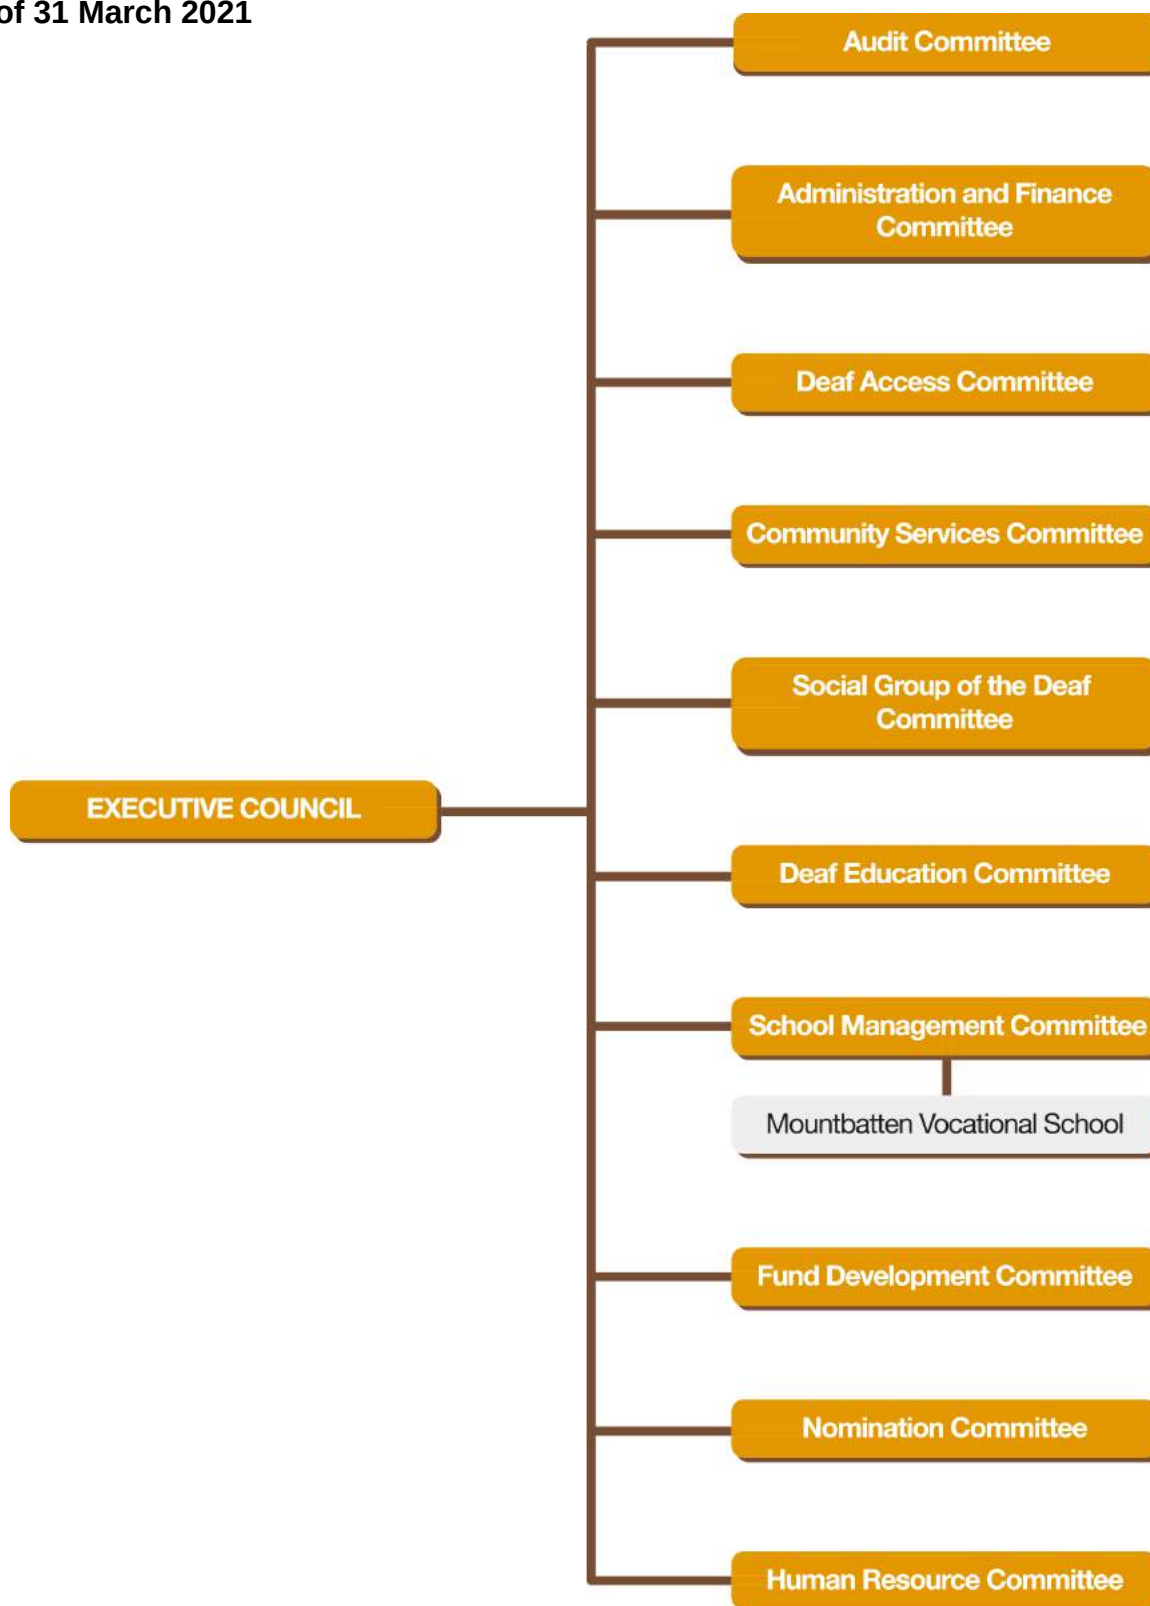 of 31 March 2021
Audit Committee
Administration and Finance
Committee
Deaf Access Committee
Community Services Committee
Social Group of the Deaf
Committee
EXECUTIVE COUNCIL
Deaf Education Committee
School Management Committee
Mountbatten Vocational School
Fund Development Committee
Nomination Committee
Human Resource Committee